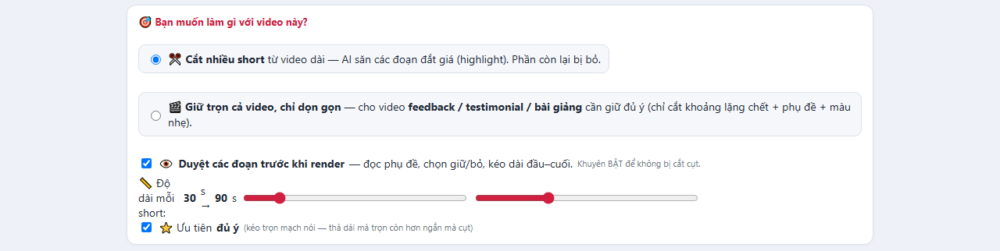 🎯 Bạn muốn làm gì với video này?
✂️ Cắt nhiều short từ video dài — AI săn các đoạn đắt giá (highlight). Phần còn lại bị bỏ.
🎬 Giữ trọn cả video, chỉ dọn gọn — cho video feedback / testimonial / bài giảng cần giữ đủ ý (chỉ cắt khoảng lặng chết + phụ đề + màu
nhẹ).
👁️ Duyệt các đoạn trước khi render — đọc phụ đề, chọn giữ/bỏ, kéo dài đầu–cuối. Khuyên BẬT để không bị cắt cụt.
📏 Độ
dài mỗi
short:
30 s → 90 s
⭐ Ưu tiên đủ ý (kéo trọn mạch nói — thà dài mà trọn còn hơn ngắn mà cụt)